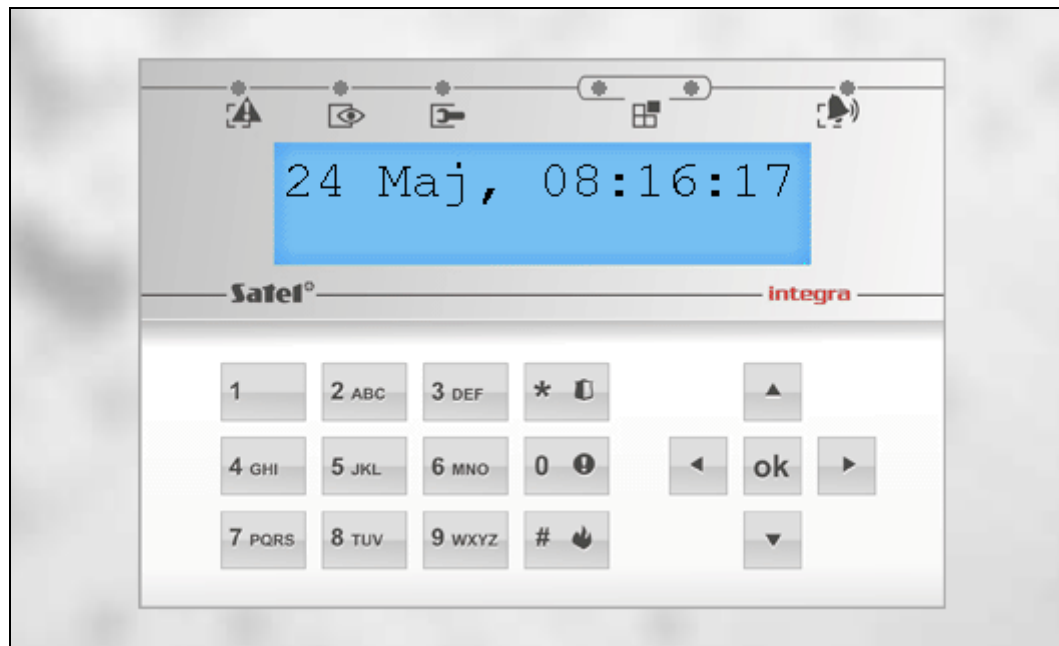 24 Maj, 08:16:17
Satel
integra
1 2 ABC 3 DEF *
4 GHI 5 JKL 6 MNO 0 ok
7 PQRS 8 TUV 9 WXYZ #